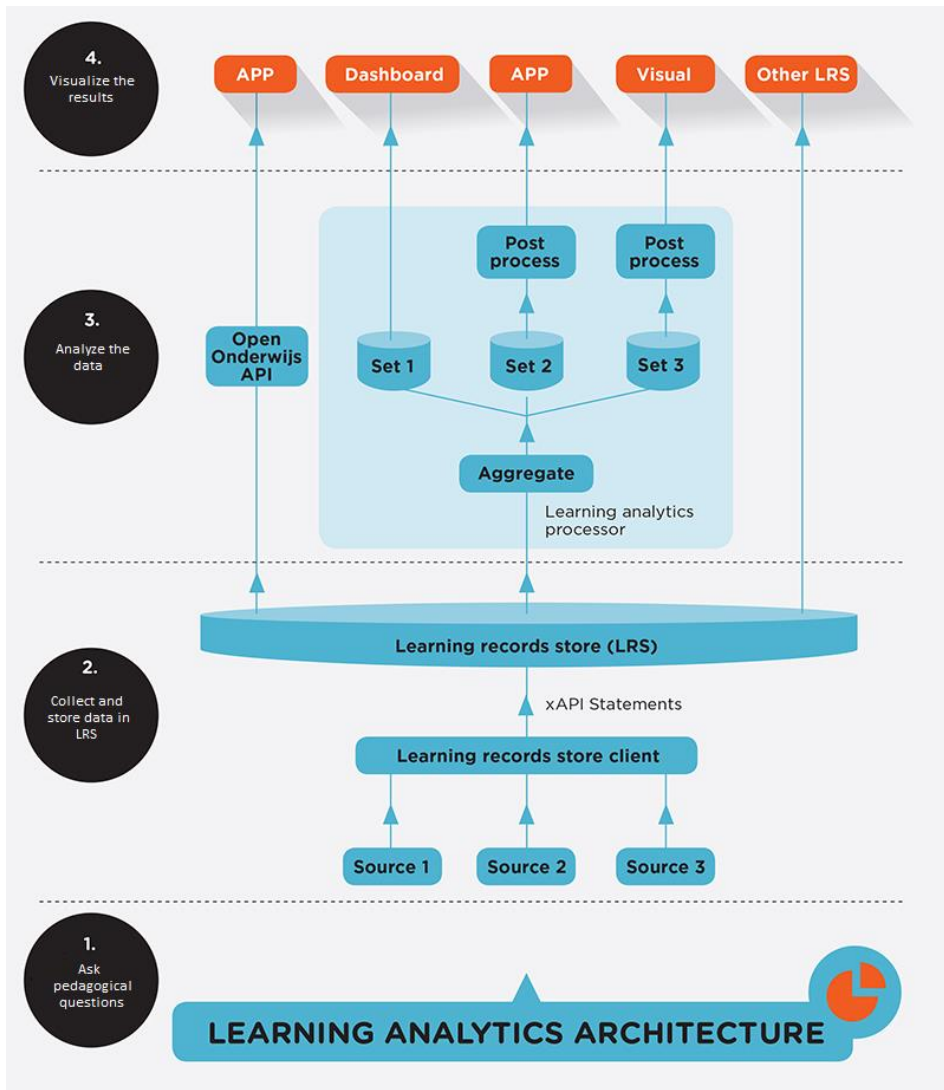 4.
Visualize the
results
APP
Dashboard
APP
Visual
Other LRS
Post
process
Post
process
3.
Analyze the
data
Open
Onderwijs
API
Set 1
Set 2
Set 3
Aggregate
Learning analytics
processor
Learning records store (LRS)
2.
Collect and
store data in
LRS
xAPI Statements
Learning records store client
Source 1
Source 2
Source 3
1.
Ask
pedagogical
questions
LEARNING ANALYTICS ARCHITECTURE